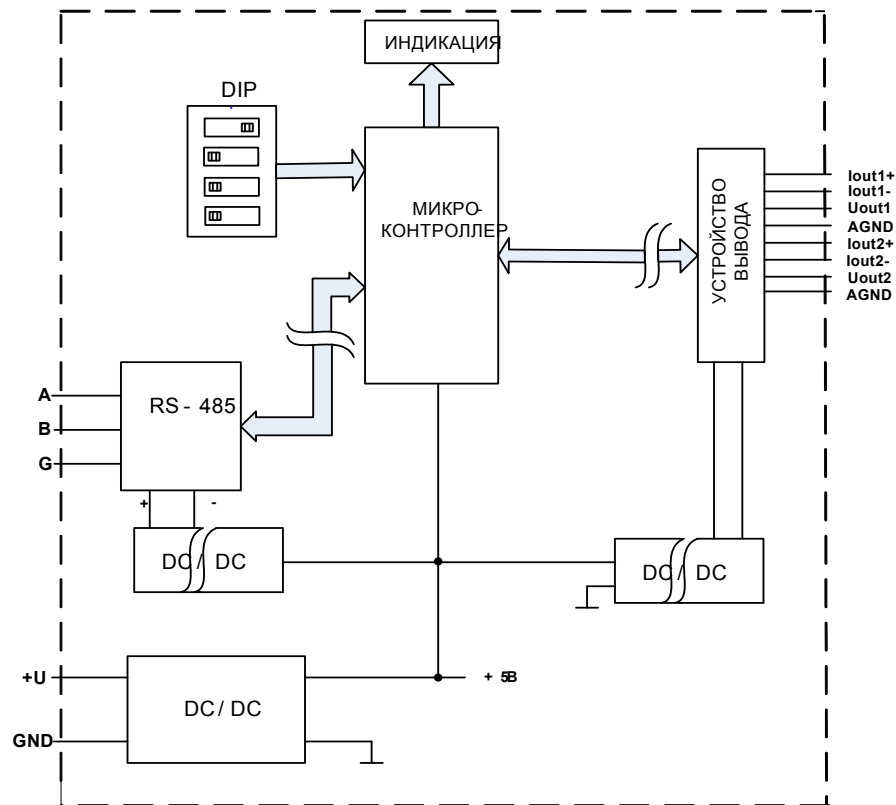 ИНДИКАЦИЯ
DIP
МИКРО-
КОНТРОЛЛЕР
УСТРОЙСТВО
ВЫВОДА
Iout1+
Iout1-
Uout1
AGND
Iout2+
Iout2-
Uout2
AGND
A
B
G
RS - 485
+ -
DC / DC
DC / DC
+U
GND
DC / DC
+ 5В